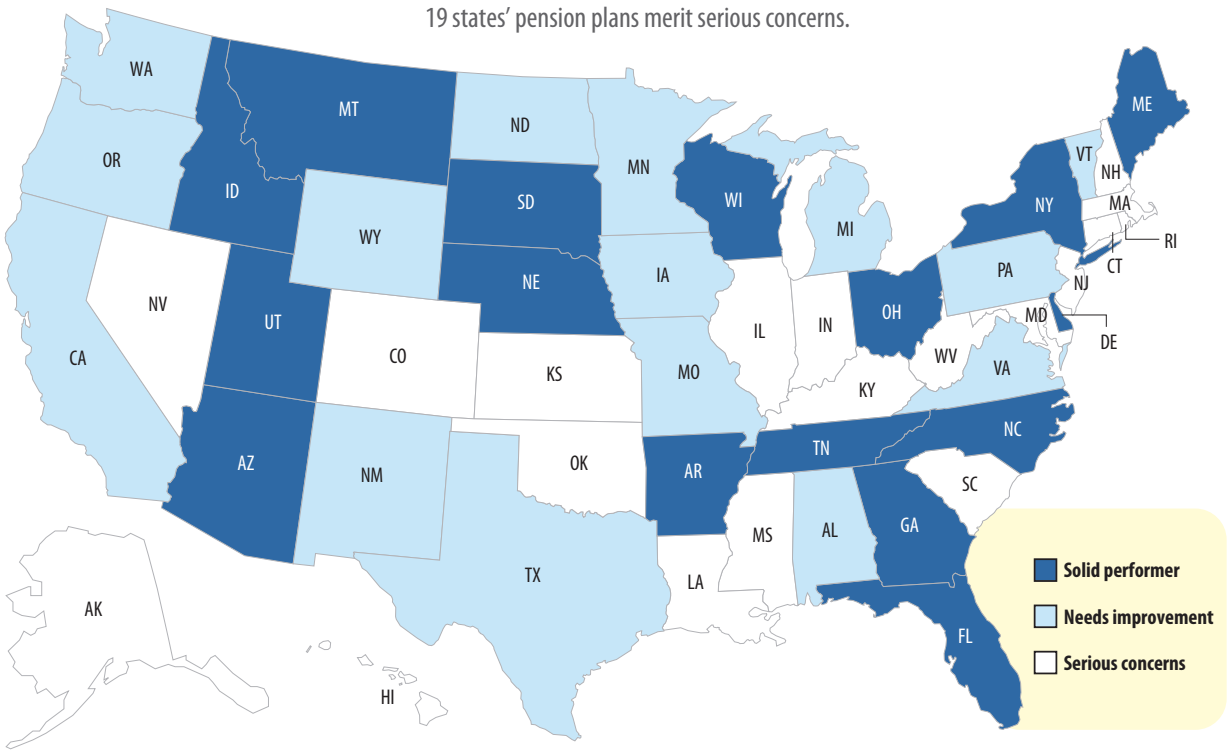 19 states' pension plans merit serious concerns.
WA
MT
ND
MN
ME
VT
NH
OR
ID
SD
WI
NY
MA
WY
MI
RI
CT
IA
PA
NE
NJ
NV
UT
OH
MD
DE
IL
IN
CA
CO
WV
VA
KS
MO
KY
NC
TN
AZ
OK
AR
NM
SC
GA
MS
AL
TX
LA
AK
FL
HI
Solid performer
Needs improvement
Serious concerns